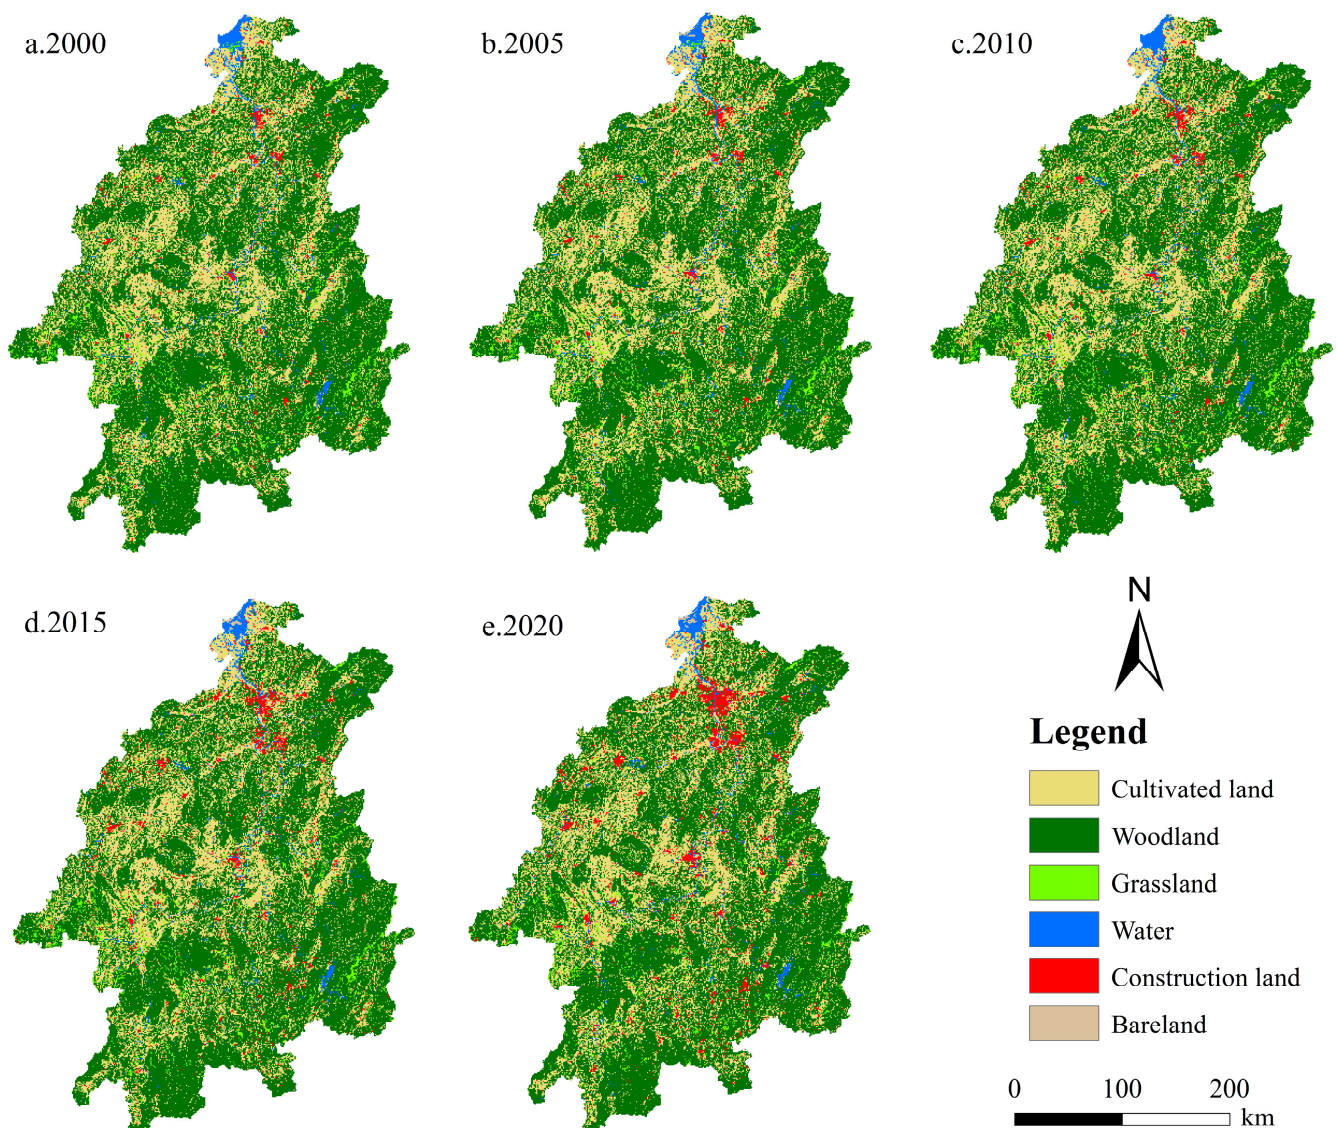 a.2000
b.2005
c.2010
d.2015
e.2020
N
Legend
Cultivated land
Woodland
Grassland
Water
Construction land
Bareland
0 100 200
km